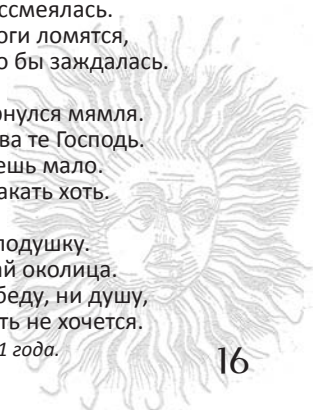 ссмеялась.
оги ломятся,
о бы заждалась.
рнулся мямля.
ва те Господь.
ешь мало.
акать хоть.
подушку.
ай околица.
беду, ни душу,
ть не хочется.
1 года.
16